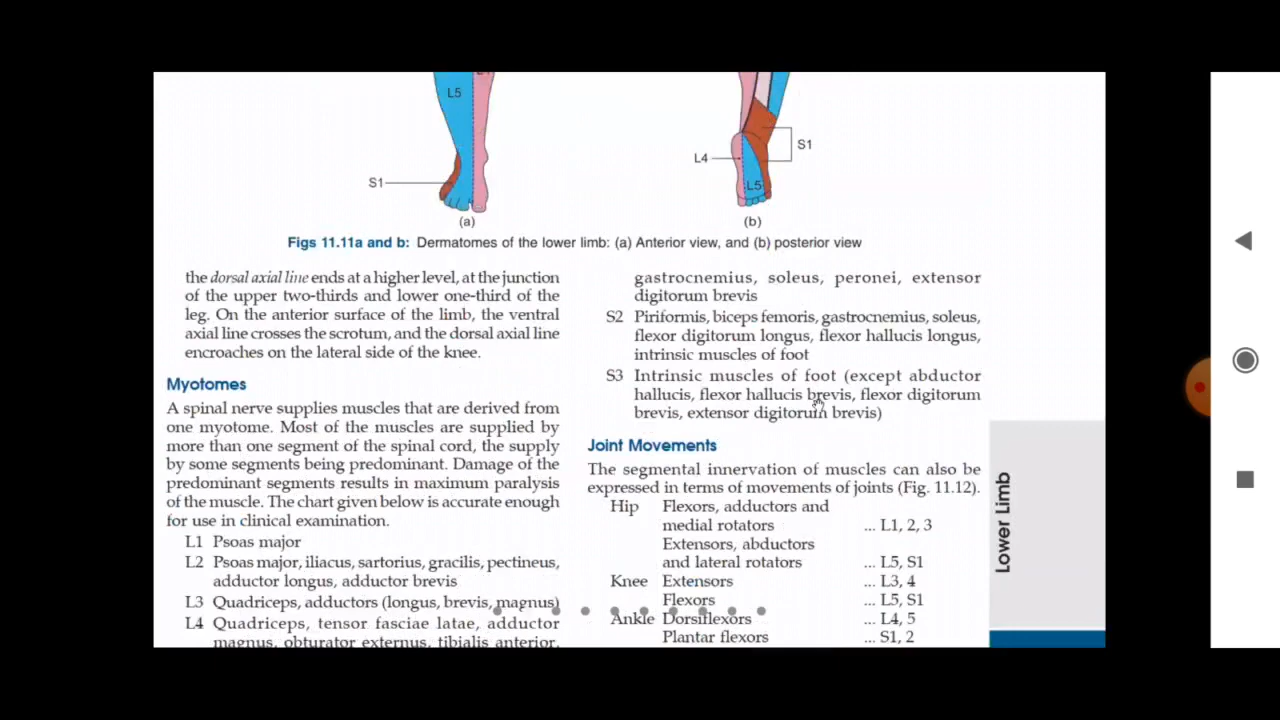 L5
S1
(a)
L4
L5
S1
(b)
Figs 11.11a and b: Dermatomes of the lower limb: (a) Anterior view, and (b) posterior view
the dorsal axial line ends at a higher level, at the junction
of the upper two-thirds and lower one-third of the
leg. On the anterior surface of the limb, the ventral
axial line crosses the scrotum, and the dorsal axial line
encroaches on the lateral side of the knee.
Myotomes
A spinal nerve supplies muscles that are derived from
one myotome. Most of the muscles are supplied by
more than one segment of the spinal cord, the supply
by some segments being predominant. Damage of the
predominant segments results in maximum paralysis
of the muscle. The chart given below is accurate enough
for use in clinical examination.
L1 Psoas major
L2 Psoas major, iliacus, sartorius, gracilis, pectineus,
adductor longus, adductor brevis
L3 Quadriceps, adductors (longus, brevis, magnus)
L4 Quadriceps, tensor fasciae latae, adductor
magnus, obturator externus, tibialis anterior,
gastrocnemius, soleus, peronei, extensor
digitorum brevis
S2 Piriformis, biceps femoris, gastrocnemius, soleus,
flexor digitorum longus, flexor hallucis longus,
intrinsic muscles of foot
S3 Intrinsic muscles of foot (except abductor
hallucis, flexor hallucis brevis, flexor digitorum
brevis, extensor digitorum brevis)
Joint Movements
The segmental innervation of muscles can also be
expressed in terms of movements of joints (Fig. 11.12).
Hip Flexors, adductors and
medial rotators ... L1, 2, 3
Extensors, abductors
and lateral rotators ... L5, S1
Knee Extensors ... L3, 4
Flexors ... L5, S1
Ankle Dorsiflexors ... L4, 5
Plantar flexors ... S1, 2
Lower Limb